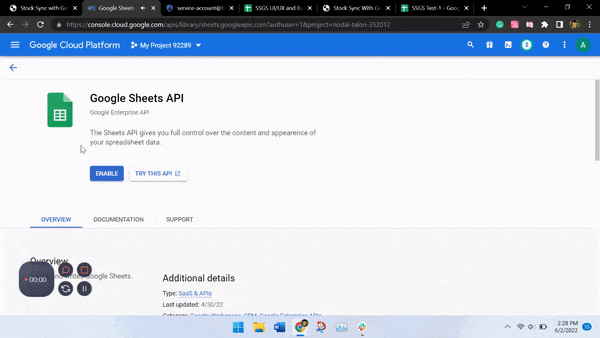 Stock Sync with Go
API Google Sheets
service-account@
SSGS UI/UX and B
Stock Sync With G
SSGS Test-1 - Goo
https://console.cloud.google.com/apis/library/sheets.googleapis.com?authuser=1&project=nodal-talon-352012
Google Cloud Platform
My Project 92289
2
A
Google Sheets API
Google Enterprise API
The Sheets API gives you full control over the content and appearence of
your spreadsheet data.
ENABLE
TRY THIS API
OVERVIEW
DOCUMENTATION
SUPPORT
Overview
Google Sheets.
00:00
Additional details
Type: SaaS & APIs
Last updated: 4/30/22
Category: Google Workspace, CRM, Google Enterprise APIs
2:28 PM
6/2/2022